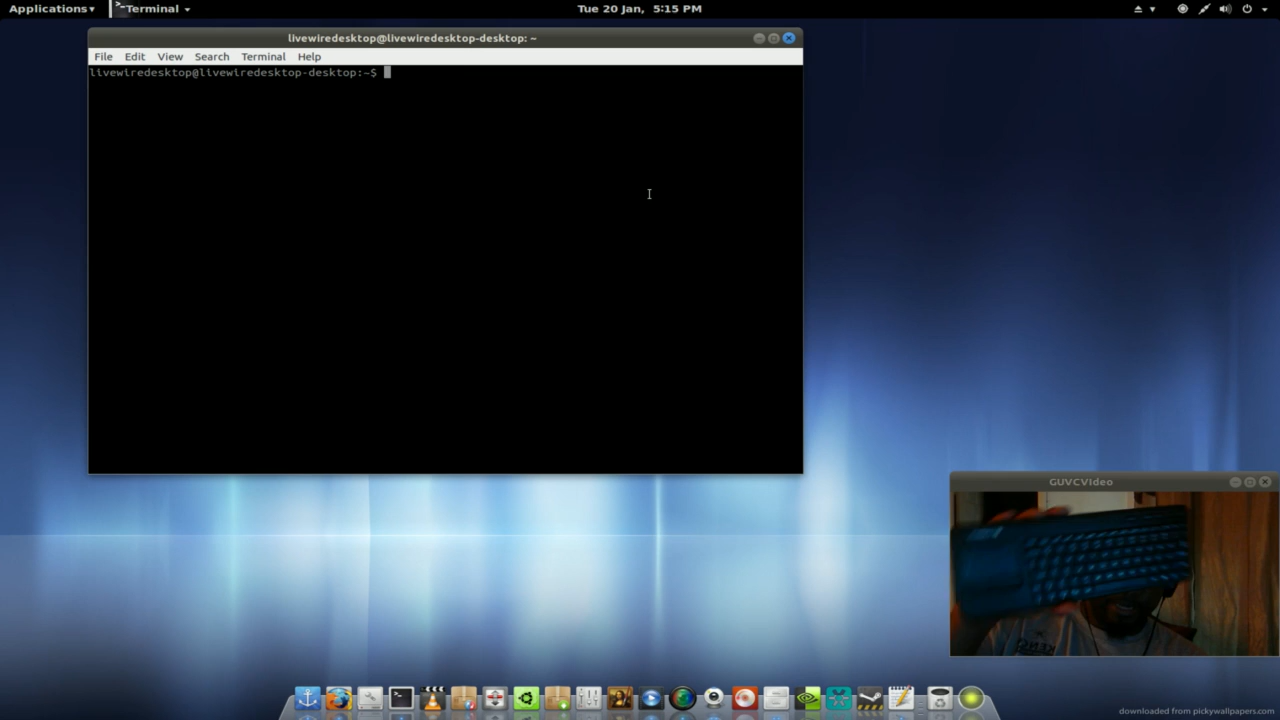 Applications Terminal Tue 20 Jan, 5:15 PM
livewiredesktop@livewiredesktop-desktop: ~
File Edit View Search Terminal Help
livewiredesktop@livewiredesktop-desktop:~$
GUVCVideo
downloaded from pickywallpapers.com